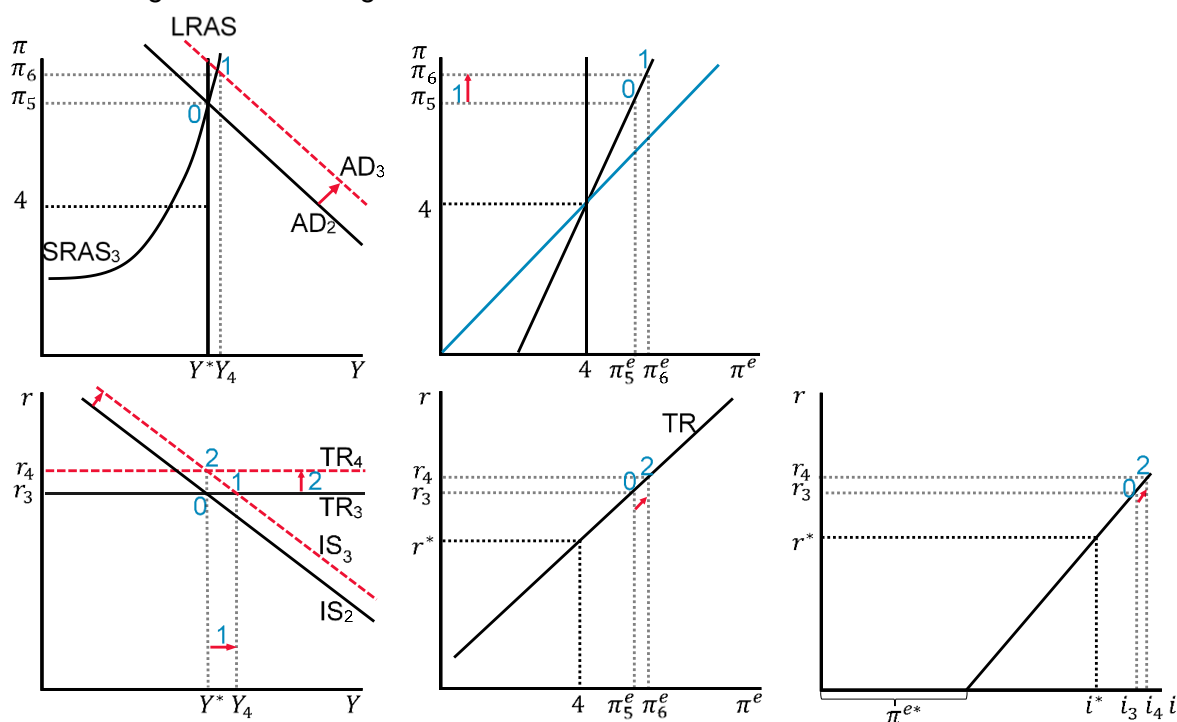 LRAS
π
π₆
1
π₅
0
AD₃
4
AD₂
SRAS₃
Y* Y₄ Y
π
1
π₆
0
1
π₅
4
4 π₅ᵉ π₆ᵉ πᵉ
r
2
TR₄
r₄
1
2
r₃
0
TR₃
IS₃
IS₂
1
Y* Y₄ Y
r
TR
r₄
0 2
r₃
r*
4 π₅ᵉ π₆ᵉ πᵉ
r
2
r₄
0
r₃
r*
πᵉ* i* i₃ i₄ i